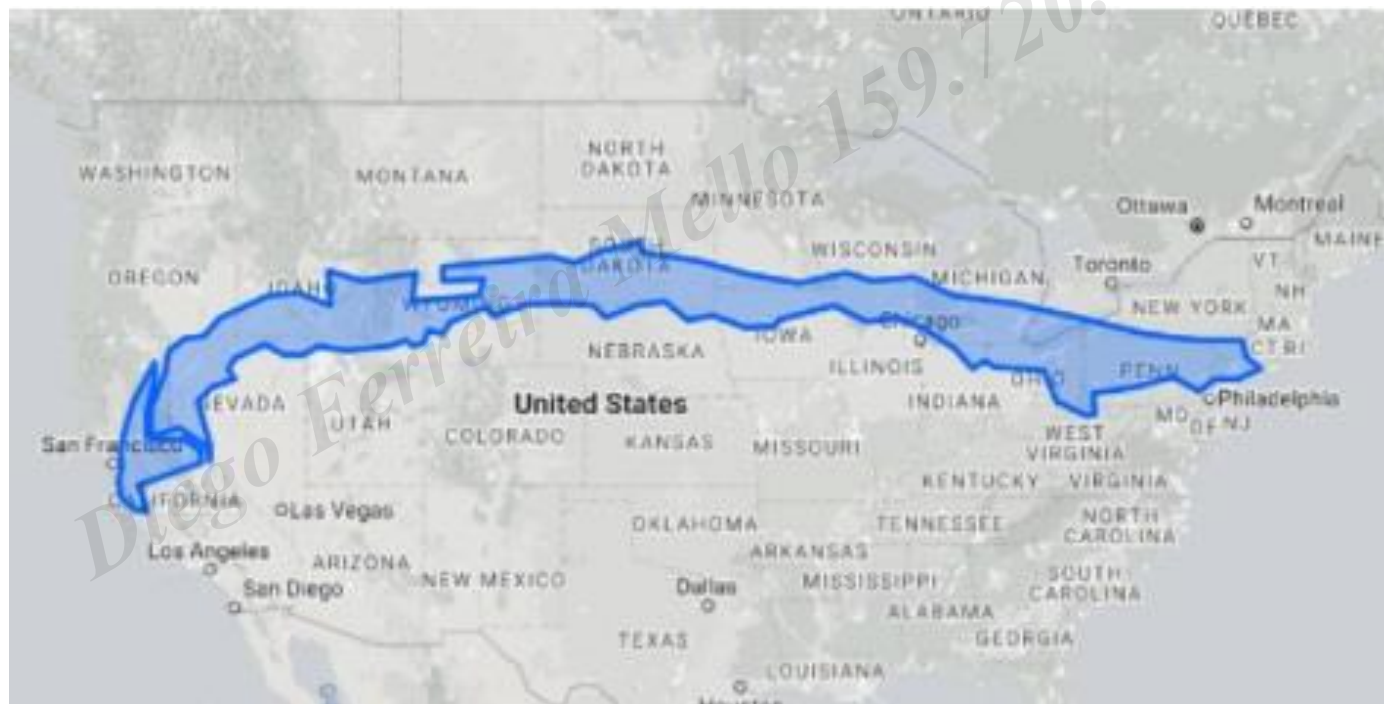 ONTARIO
QUÉBEC
NORTH
DAKOTA
WASHINGTON
MONTANA
MINNESOTA
Ottawa
Montreal
MAINE
WISCONSIN
SOUTH
DAKOTA
VT
OREGON
IDAHO
MICHIGAN
Toronto
NH
WYOMING
NEW YORK
MA
Chicago
IOWA
CT RI
NEBRASKA
ILLINOIS
OHIO
PENN
NEVADA
United States
INDIANA
Philadelphia
UTAH
MD
DE NJ
San Francisco
COLORADO
KANSAS
MISSOURI
WEST
VIRGINIA
KENTUCKY
VIRGINIA
CALIFORNIA
Las Vegas
OKLAHOMA
TENNESSEE
NORTH
CAROLINA
Los Angeles
ARIZONA
NEW MEXICO
ARKANSAS
San Diego
Dallas
MISSISSIPPI
SOUTH
CAROLINA
ALABAMA
TEXAS
GEORGIA
LOUISIANA
Houston
Diego Ferreira Mello 159.720.